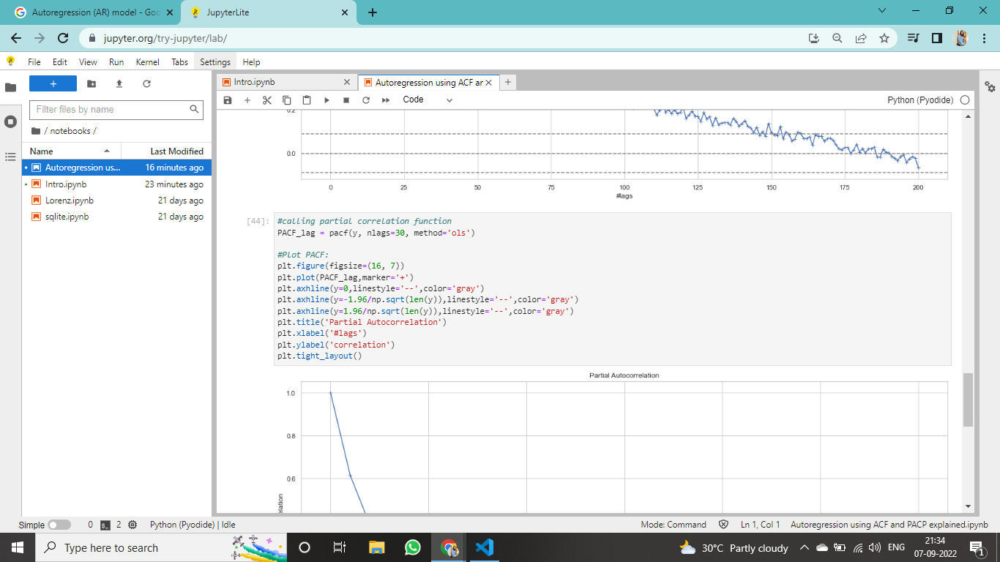 Autoregression (AR) model - Goo
JupyterLite
jupyter.org/try-jupyter/lab/
File Edit View Run Kernel Tabs Settings Help
Filter files by name
/ notebooks /
Name Last Modified
Autoregression us... 16 minutes ago
Intro.ipynb 23 minutes ago
Lorenz.ipynb 21 days ago
sqlite.ipynb 21 days ago
Intro.ipynb
Autoregression using ACF ar
Code
Python (Pyodide)
0.2
0.0
0 25 50 75 100 125 150 175 200
#lags
[44]:
#calling partial correlation function
PACF_lag = pacf(y, nlags=30, method='ols')
#Plot PACF:
plt.figure(figsize=(16, 7))
plt.plot(PACF_lag,marker='+')
plt.axhline(y=0,linestyle='--',color='gray')
plt.axhline(y=-1.96/np.sqrt(len(y)),linestyle='--',color='gray')
plt.axhline(y=1.96/np.sqrt(len(y)),linestyle='--',color='gray')
plt.title('Partial Autocorrelation')
plt.xlabel('#lags')
plt.ylabel('correlation')
plt.tight_layout()
Partial Autocorrelation
1.0
0.8
0.6
elation
Simple 0 2 Python (Pyodide) | Idle
Mode: Command Ln 1, Col 1 Autoregression using ACF and PACP explained.ipynb
Type here to search
30°C Partly cloudy
ENG
21:34
07-09-2022
1